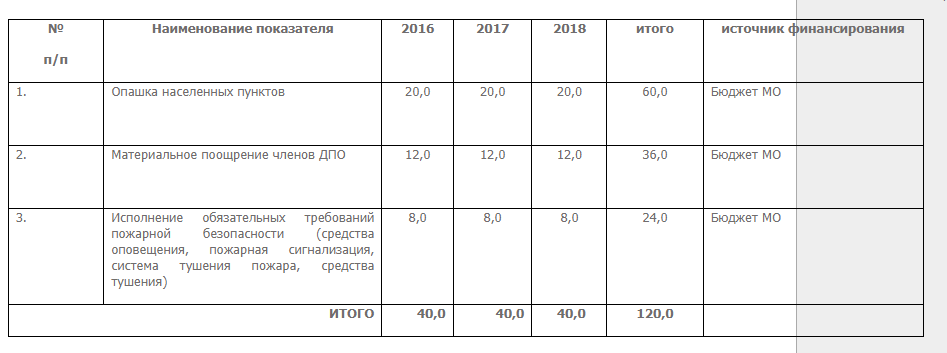 № Наименование показателя 2016 2017 2018 итого источник финансирования
п/п
1. Опашка населенных пунктов 20,0 20,0 20,0 60,0 Бюджет МО
2. Материальное поощрение членов ДПО 12,0 12,0 12,0 36,0 Бюджет МО
3. Исполнение обязательных требований 8,0 8,0 8,0 24,0 Бюджет МО
пожарной безопасности (средства
оповещения, пожарная сигнализация,
система тушения пожара, средства
тушения)
ИТОГО 40,0 40,0 40,0 120,0